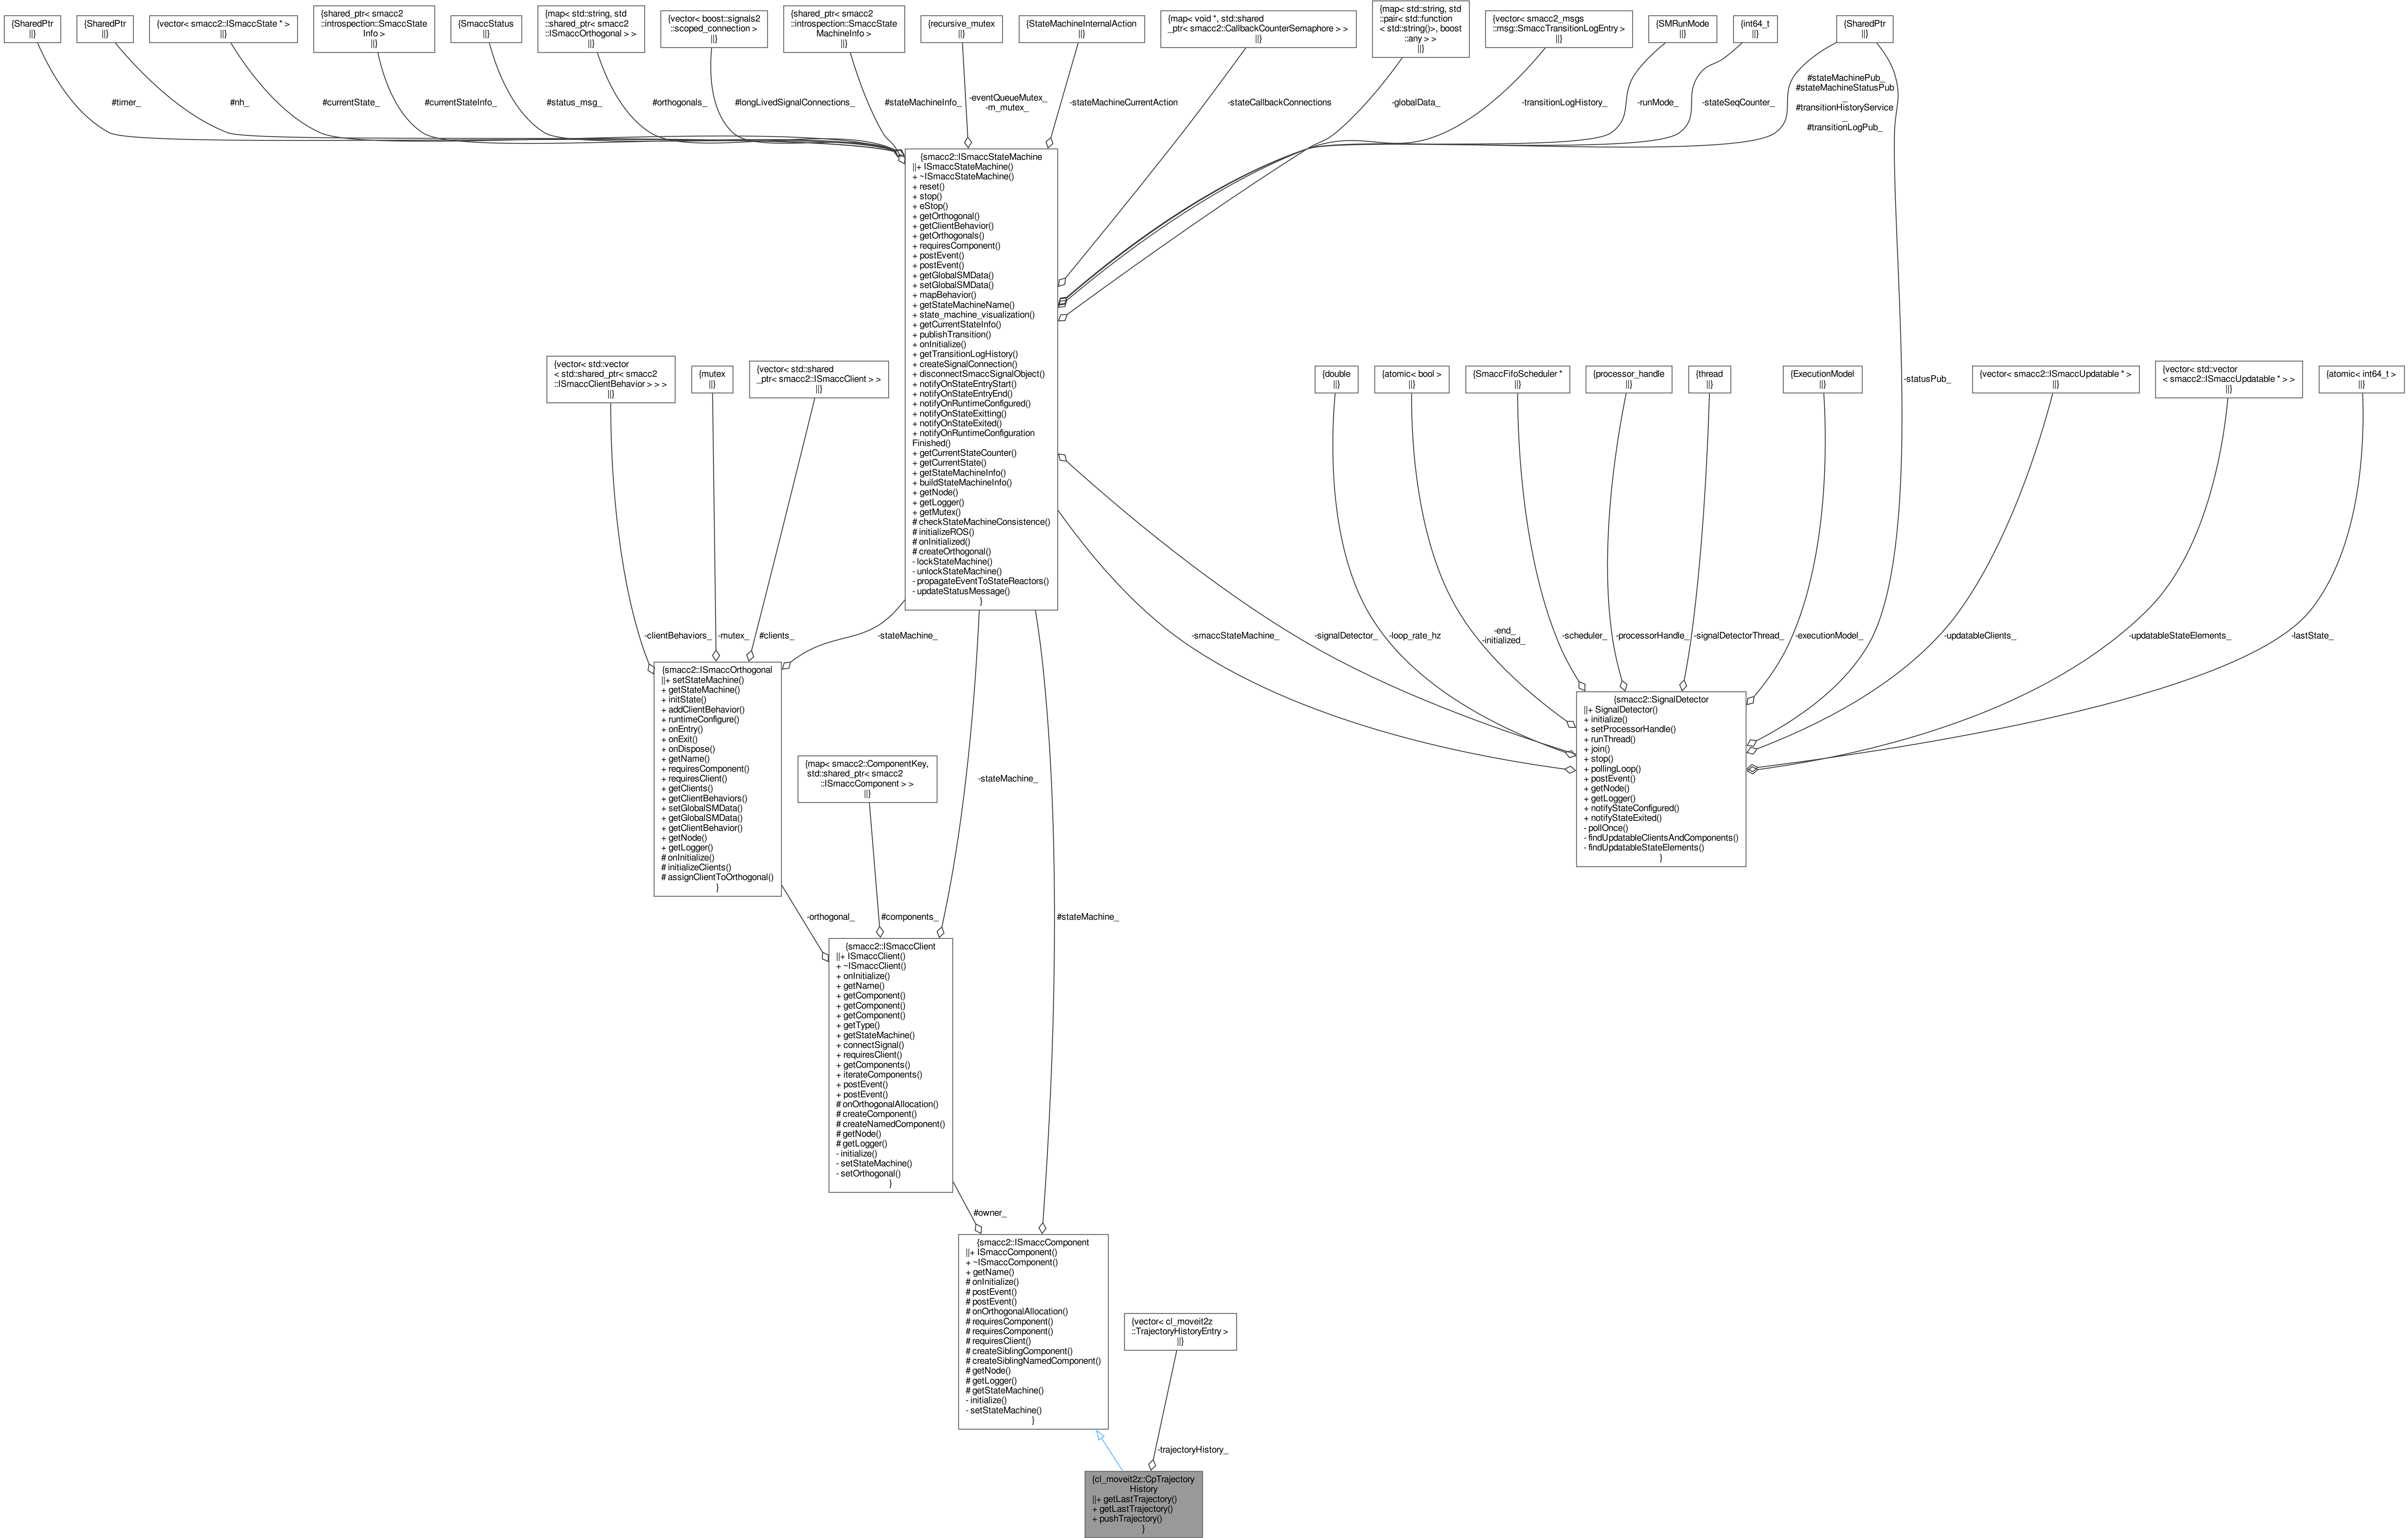 {SharedPtr
||}
{SharedPtr
||}
{vector< smacc2::ISmaccState * >
||}
{shared_ptr< smacc2
::introspection::SmaccState
Info >
||}
{SmaccStatus
||}
{map< std::string, std
::shared_ptr< smacc2
::ISmaccOrthogonal > >
||}
{vector< boost::signals2
::scoped_connection >
||}
{shared_ptr< smacc2
::introspection::SmaccState
MachineInfo >
||}
{recursive_mutex
||}
{StateMachineInternalAction
||}
{map< void *, std::shared
_ptr< smacc2::CallbackCounterSemaphore > >
||}
{map< std::string, std
::pair< std::function
< std::string()>, boost
::any > >
||}
{vector< smacc2_msgs
::msg::SmaccTransitionLogEntry >
||}
{SMRunMode
||}
{int64_t
||}
{SharedPtr
||}
#timer_
#nh_
#currentState_
#currentStateInfo_
#status_msg_
#orthogonals_
#longLivedSignalConnections_
#stateMachineInfo_
-eventQueueMutex_
-m_mutex_
-stateMachineCurrentAction
-stateCallbackConnections
-globalData_
-transitionLogHistory_
-runMode_
-stateSeqCounter_
#stateMachinePub_
#stateMachineStatusPub
_
#transitionHistoryService
_
#transitionLogPub_
{smacc2::ISmaccStateMachine
||+ ISmaccStateMachine()
+ ~ISmaccStateMachine()
+ reset()
+ stop()
+ eStop()
+ getOrthogonal()
+ getClientBehavior()
+ getOrthogonals()
+ requiresComponent()
+ postEvent()
+ postEvent()
+ getGlobalSMData()
+ setGlobalSMData()
+ mapBehavior()
+ getStateMachineName()
+ state_machine_visualization()
+ getCurrentStateInfo()
+ publishTransition()
+ onInitialize()
+ getTransitionLogHistory()
+ createSignalConnection()
+ disconnectSmaccSignalObject()
+ notifyOnStateEntryStart()
+ notifyOnStateEntryEnd()
+ notifyOnRuntimeConfigured()
+ notifyOnStateExitting()
+ notifyOnStateExited()
+ notifyOnRuntimeConfiguration
Finished()
+ getCurrentStateCounter()
+ getCurrentState()
+ getStateMachineInfo()
+ buildStateMachineInfo()
+ getNode()
+ getLogger()
+ getMutex()
# checkStateMachineConsistence()
# initializeROS()
# onInitialized()
# createOrthogonal()
- lockStateMachine()
- unlockStateMachine()
- propagateEventToStateReactors()
- updateStatusMessage()
}
{vector< std::vector
< std::shared_ptr< smacc2
::ISmaccClientBehavior > > >
||}
{mutex
||}
{vector< std::shared
_ptr< smacc2::ISmaccClient > >
||}
{double
||}
{atomic< bool >
||}
{SmaccFifoScheduler *
||}
{processor_handle
||}
{thread
||}
{ExecutionModel
||}
-statusPub_
{vector< smacc2::ISmaccUpdatable * >
||}
{vector< std::vector
< smacc2::ISmaccUpdatable * > >
||}
{atomic< int64_t >
||}
-clientBehaviors_
-mutex_
#clients_
-stateMachine_
-smaccStateMachine_
-signalDetector_
-loop_rate_hz
-end_
-initialized_
-scheduler_
-processorHandle_
-signalDetectorThread_
-executionModel_
-updatableClients_
-updatableStateElements_
-lastState_
{smacc2::ISmaccOrthogonal
||+ setStateMachine()
+ getStateMachine()
+ initState()
+ addClientBehavior()
+ runtimeConfigure()
+ onEntry()
+ onExit()
+ onDispose()
+ getName()
+ requiresComponent()
+ requiresClient()
+ getClients()
+ getClientBehaviors()
+ setGlobalSMData()
+ getGlobalSMData()
+ getClientBehavior()
+ getNode()
+ getLogger()
# onInitialize()
# initializeClients()
# assignClientToOrthogonal()
}
{smacc2::SignalDetector
||+ SignalDetector()
+ initialize()
+ setProcessorHandle()
+ runThread()
+ join()
+ stop()
+ pollingLoop()
+ postEvent()
+ getNode()
+ getLogger()
+ notifyStateConfigured()
+ notifyStateExited()
- pollOnce()
- findUpdatableClientsAndComponents()
- findUpdatableStateElements()
}
{map< smacc2::ComponentKey,
std::shared_ptr< smacc2
::ISmaccComponent > >
||}
-stateMachine_
-orthogonal_
#components_
#stateMachine_
{smacc2::ISmaccClient
||+ ISmaccClient()
+ ~ISmaccClient()
+ onInitialize()
+ getName()
+ getComponent()
+ getComponent()
+ getComponent()
+ getType()
+ getStateMachine()
+ connectSignal()
+ requiresClient()
+ getComponents()
+ iterateComponents()
+ postEvent()
+ postEvent()
# onOrthogonalAllocation()
# createComponent()
# createNamedComponent()
# getNode()
# getLogger()
- initialize()
- setStateMachine()
- setOrthogonal()
}
#owner_
{smacc2::ISmaccComponent
||+ ISmaccComponent()
+ ~ISmaccComponent()
+ getName()
# onInitialize()
# postEvent()
# postEvent()
# onOrthogonalAllocation()
# requiresComponent()
# requiresComponent()
# requiresClient()
# createSiblingComponent()
# createSiblingNamedComponent()
# getNode()
# getLogger()
# getStateMachine()
- initialize()
- setStateMachine()
}
{vector< cl_moveit2z
::TrajectoryHistoryEntry >
||}
-trajectoryHistory_
{cl_moveit2z::CpTrajectory
History
||+ getLastTrajectory()
+ getLastTrajectory()
+ pushTrajectory()
}